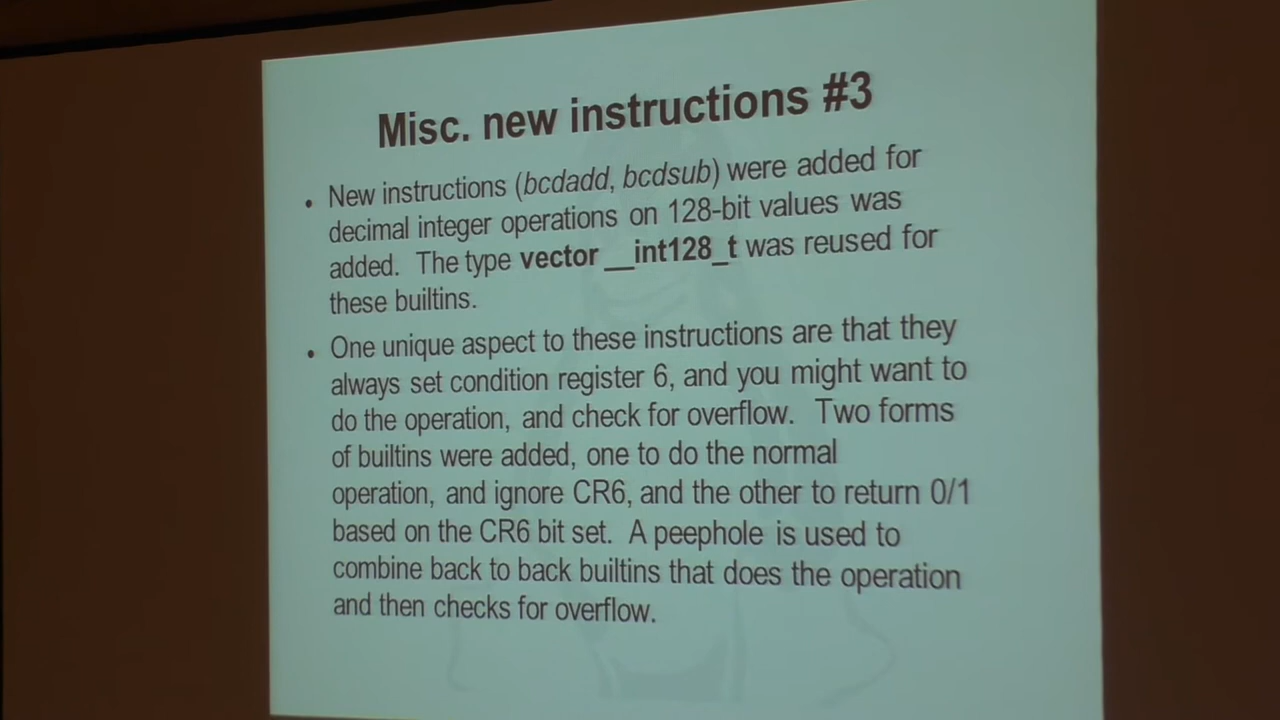 Misc. new instructions #3
• New instructions (bcdadd, bcdsub) were added for
decimal integer operations on 128-bit values was
added. The type vector __int128_t was reused for
these builtins.
• One unique aspect to these instructions are that they
always set condition register 6, and you might want to
do the operation, and check for overflow. Two forms
of builtins were added, one to do the normal
operation, and ignore CR6, and the other to return 0/1
based on the CR6 bit set. A peephole is used to
combine back to back builtins that does the operation
and then checks for overflow.